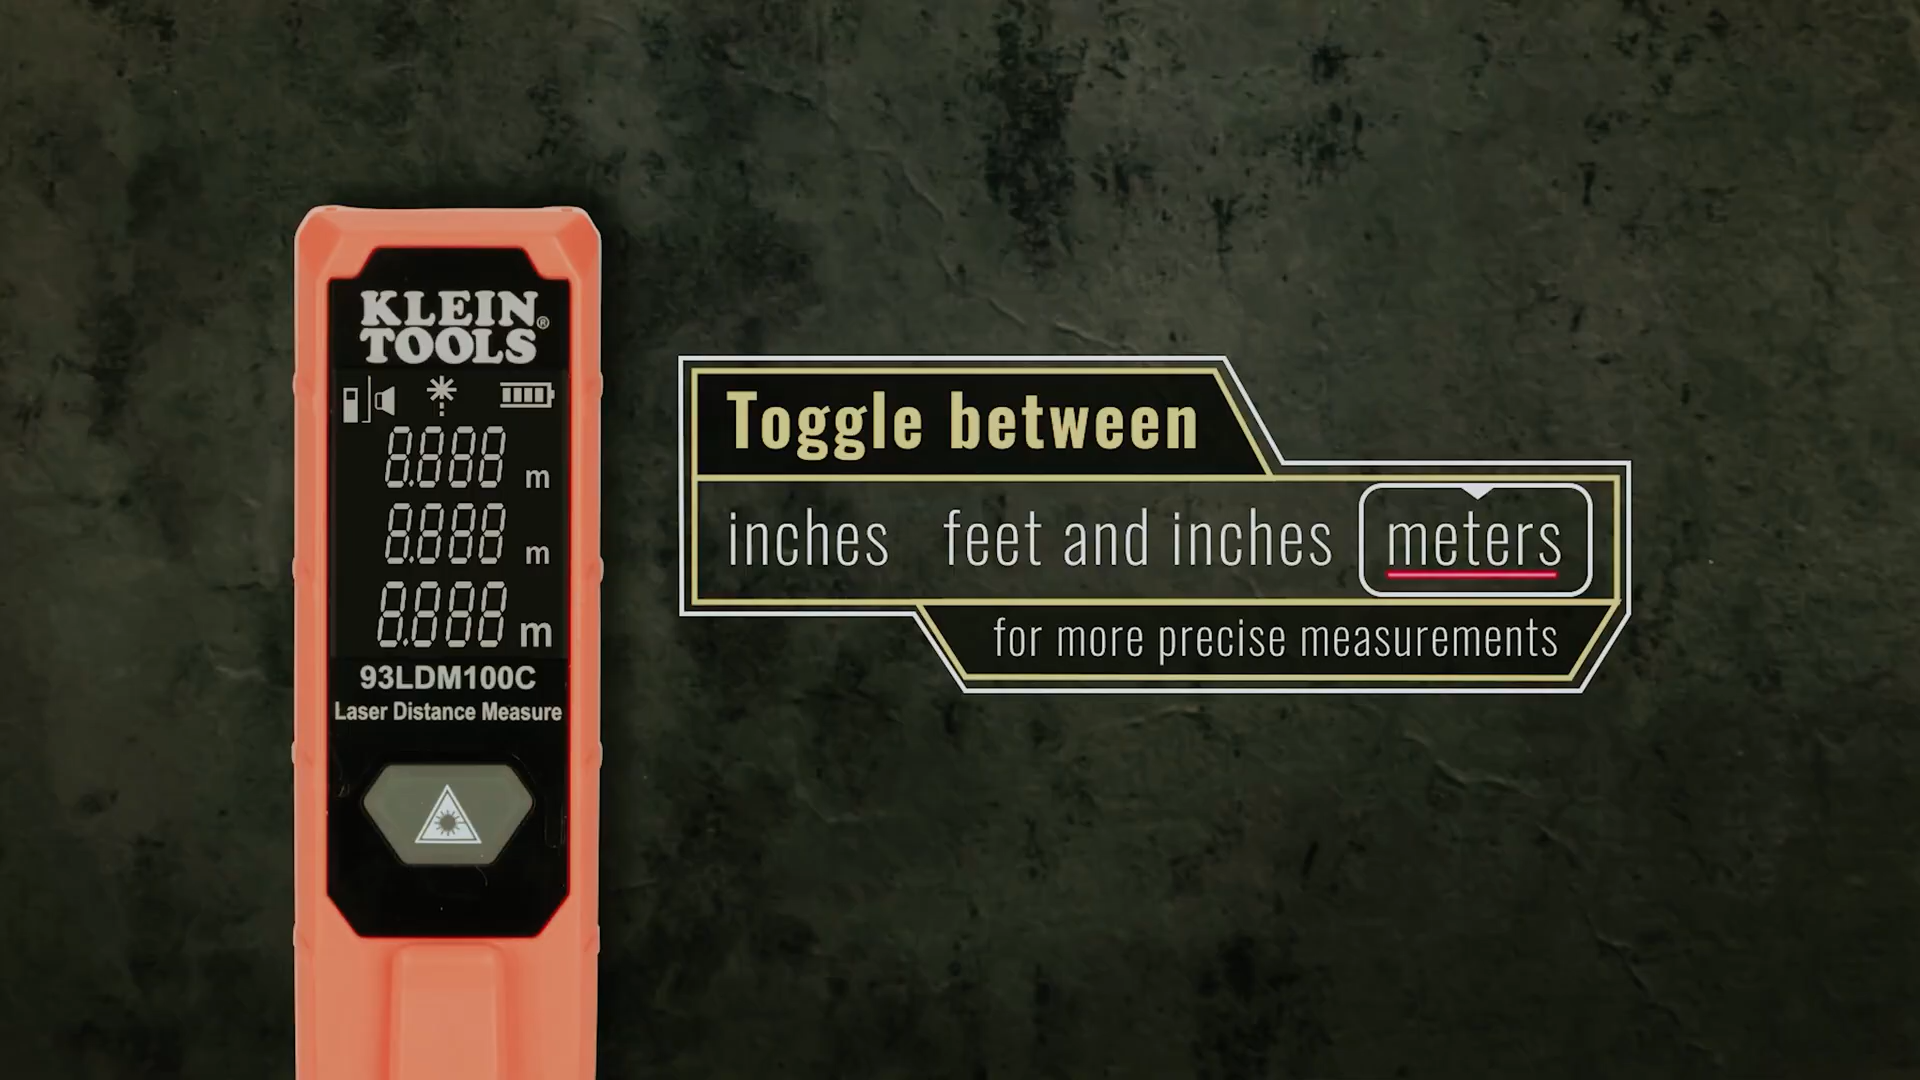 KLEIN
TOOLS®
8.888 m
8.888 m
8.888 m
93LDM100C
Laser Distance Measure
Toggle between
inches feet and inches meters
for more precise measurements